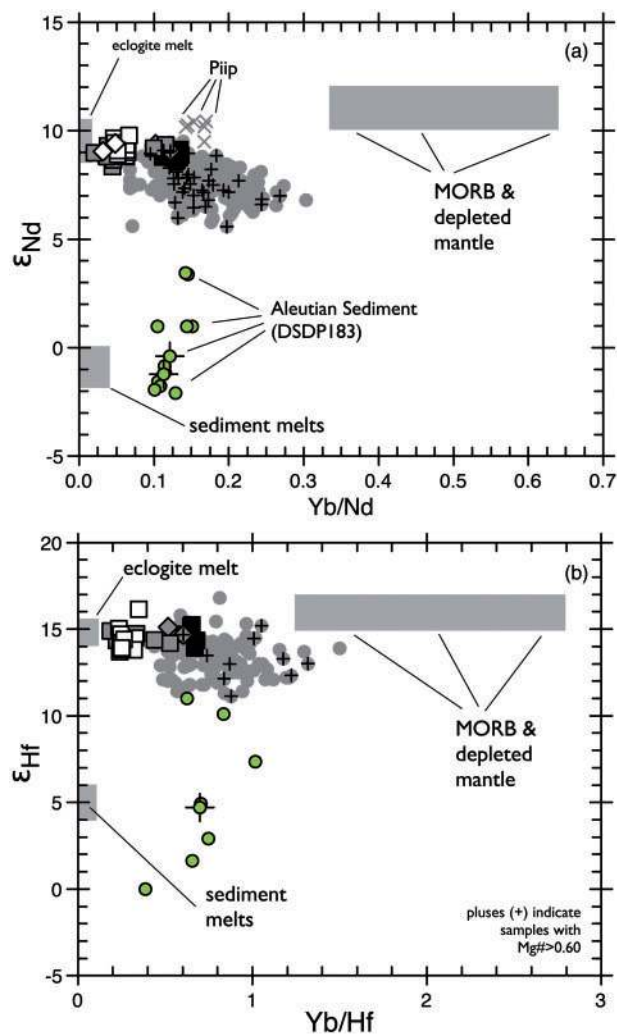 15
(a)
eclogite melt
Piip
10
MORB &
depleted
mantle
5
εNd
Aleutian Sediment
(DSDP183)
0
sediment melts
-5
0.0 0.1 0.2 0.3 0.4 0.5 0.6 0.7
Yb/Nd
20
(b)
eclogite melt
15
10
MORB &
depleted
mantle
εHf
5
sediment
melts
0
pluses (+) indicate
samples with
Mg#>0.60
-5
0 1 2 3
Yb/Hf